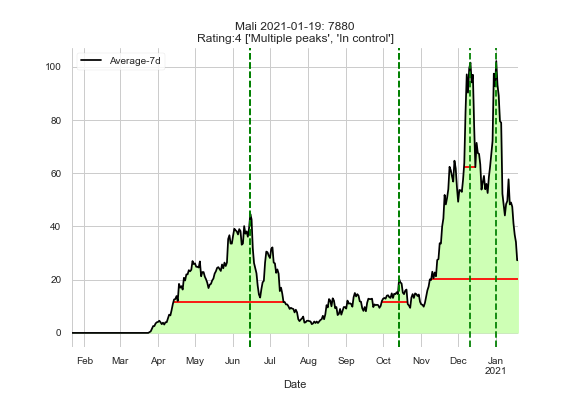 Mali 2021-01-19: 7880
Rating:4 ['Multiple peaks', 'In control']
Average-7d
100
80
60
40
20
0
Feb Mar Apr May Jun Jul Aug Sep Oct Nov Dec Jan
2021
Date